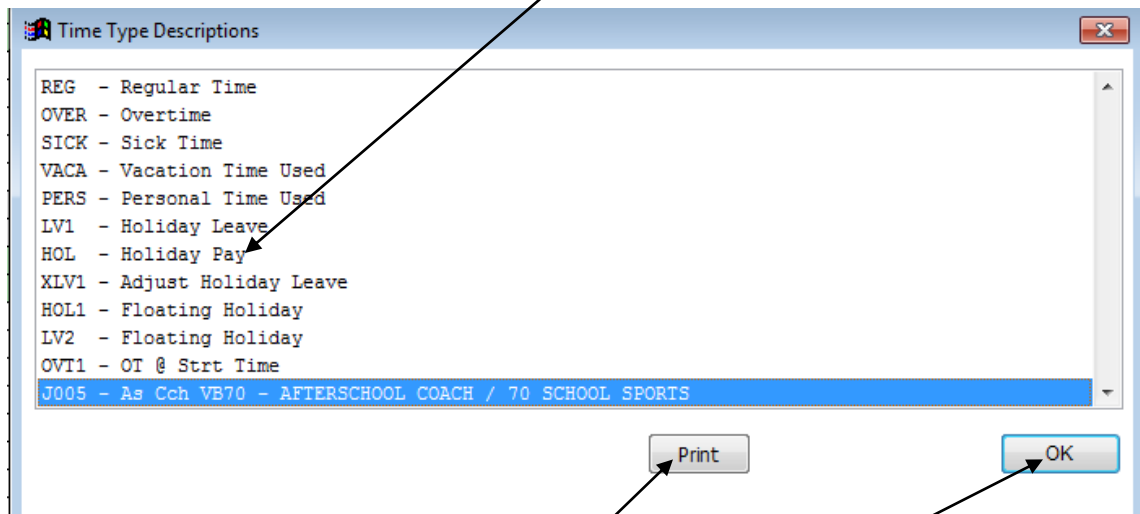 Time Type Descriptions
REG - Regular Time
OVER - Overtime
SICK - Sick Time
VACA - Vacation Time Used
PERS - Personal Time Used
LV1 - Holiday Leave
HOL - Holiday Pay
XLV1 - Adjust Holiday Leave
HOL1 - Floating Holiday
LV2 - Floating Holiday
OVT1 - OT @ Strt Time
J005 - As Cch VB70 - AFTERSCHOOL COACH / 70 SCHOOL SPORTS
Print OK